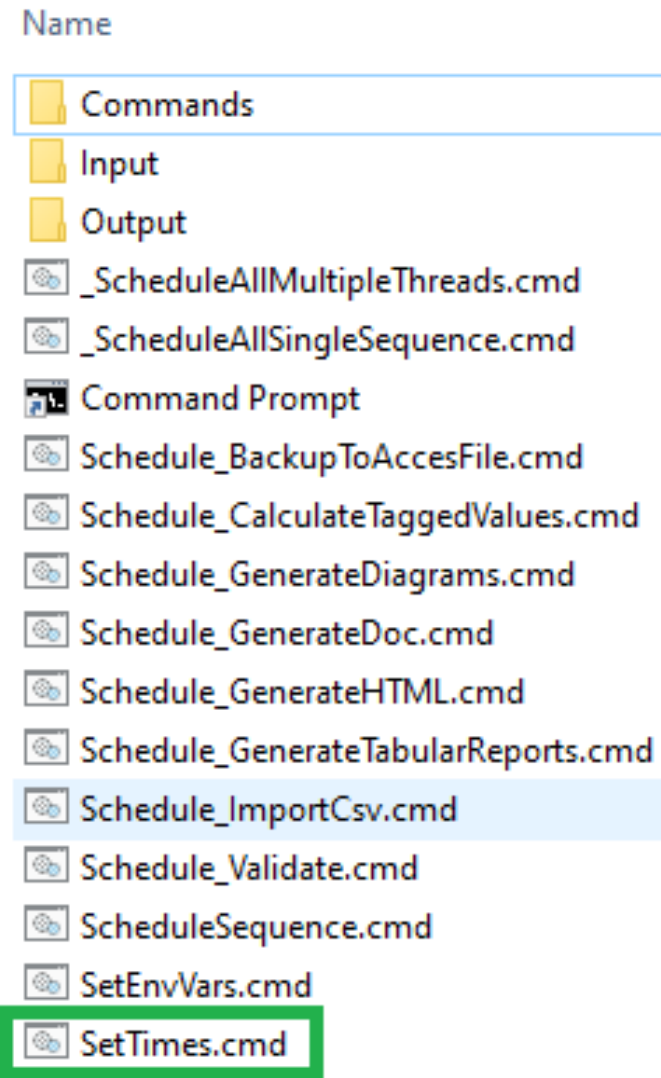 Name
Commands
Input
Output
_ScheduleAllMultipleThreads.cmd
_ScheduleAllSingleSequence.cmd
Command Prompt
Schedule_BackupToAccesFile.cmd
Schedule_CalculateTaggedValues.cmd
Schedule_GenerateDiagrams.cmd
Schedule_GenerateDoc.cmd
Schedule_GenerateHTML.cmd
Schedule_GenerateTabularReports.cmd
Schedule_ImportCsv.cmd
Schedule_Validate.cmd
ScheduleSequence.cmd
SetEnvVars.cmd
SetTimes.cmd